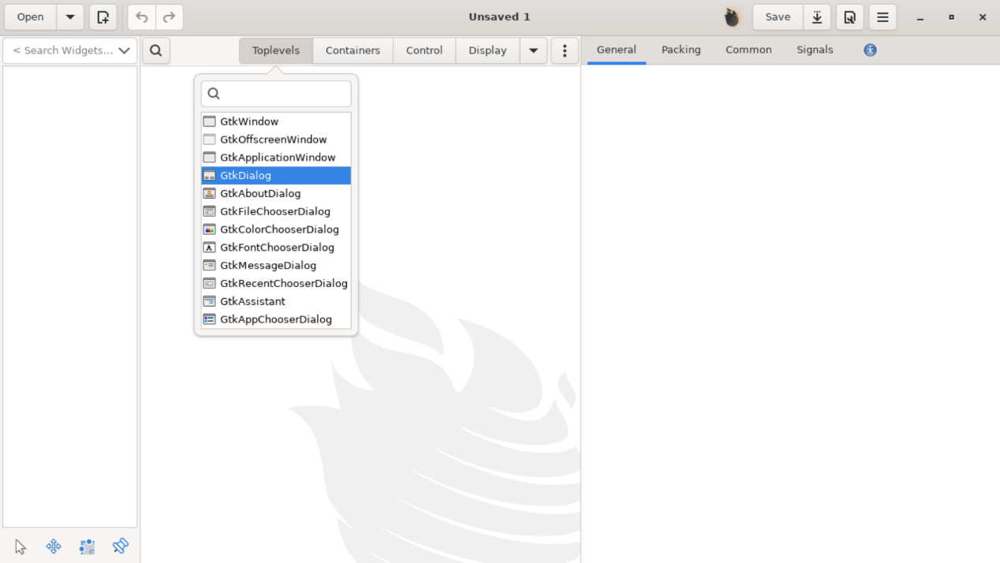 Open
Unsaved 1
Save
< Search Widgets...
Toplevels
Containers
Control
Display
General
Packing
Common
Signals
GtkWindow
GtkOffscreenWindow
GtkApplicationWindow
GtkDialog
GtkAboutDialog
GtkFileChooserDialog
GtkColorChooserDialog
GtkFontChooserDialog
GtkMessageDialog
GtkRecentChooserDialog
GtkAssistant
GtkAppChooserDialog